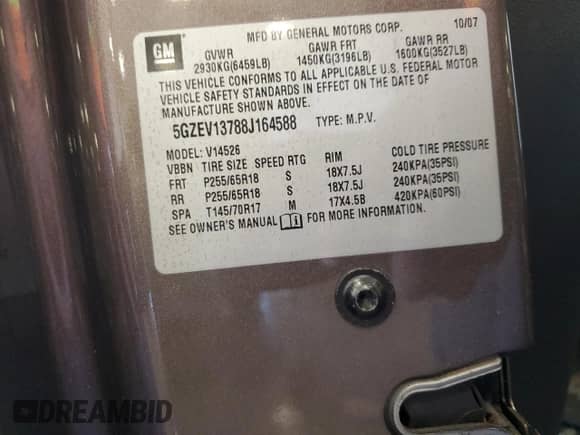 MFD BY GENERAL MOTORS CORP. 10/07
GM
GVWR GAWR FRT GAWR RR
2930KG(6459LB) 1450KG(3196LB) 1600KG(3527LB)
THIS VEHICLE CONFORMS TO ALL APPLICABLE U.S. FEDERAL MOTOR
VEHICLE SAFETY STANDARDS IN EFFECT ON THE DATE OF
MANUFACTURE SHOWN ABOVE.
5GZEV13788J164588 TYPE: M.P.V.
MODEL: V14526
VBBN TIRE SIZE SPEED RTG RIM COLD TIRE PRESSURE
FRT P255/65R18 S 18X7.5J 240KPA(35PSI)
RR P255/65R18 S 18X7.5J 240KPA(35PSI)
SPA T145/70R17 M 17X4.5B 420KPA(60PSI)
SEE OWNER'S MANUAL FOR MORE INFORMATION.
DREAMBID